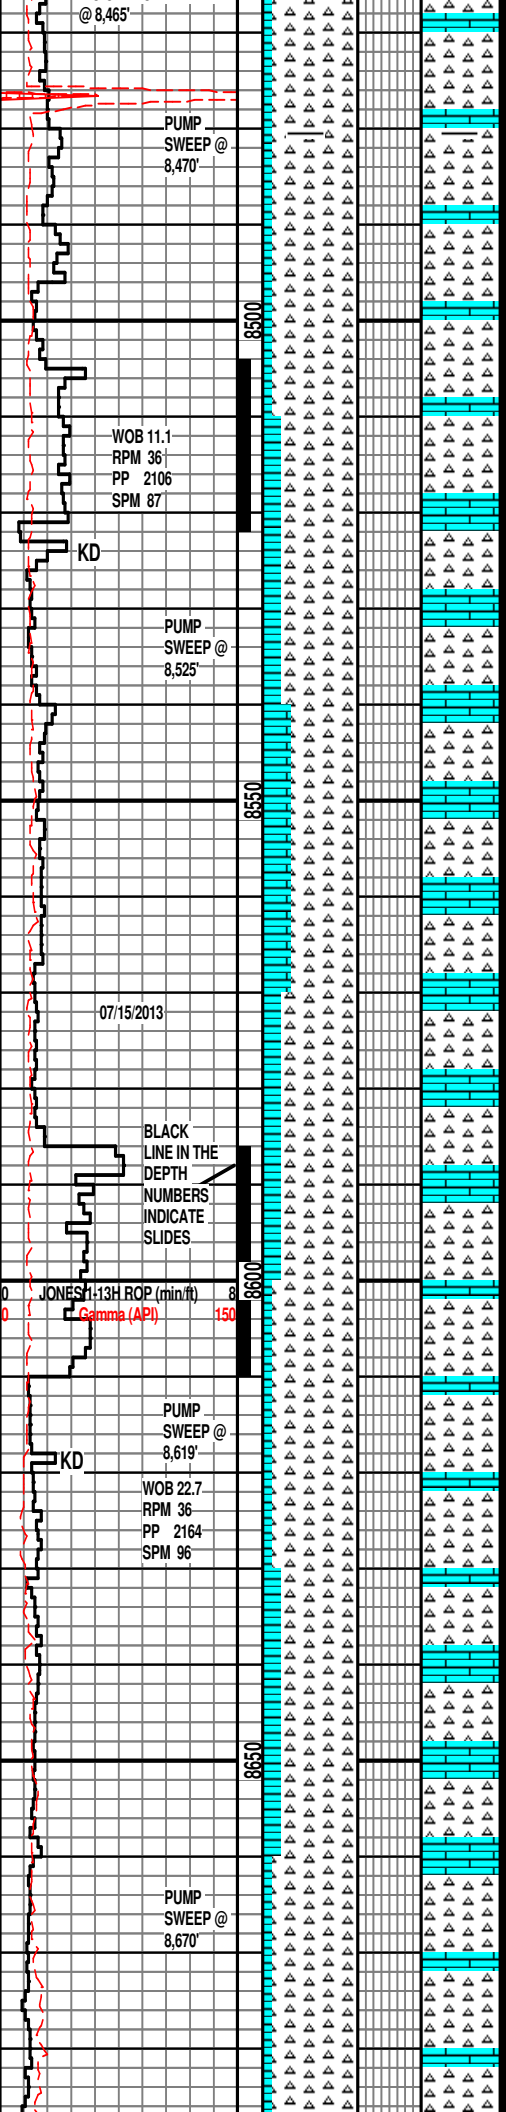 @ 8,465'
PUMP
SWEEP @
8,470'
8500
WOB 11.1
RPM 36
PP 2106
SPM 87
KD
PUMP
SWEEP @
8,525'
8550
07/15/2013
BLACK
LINE IN THE
DEPTH
NUMBERS
INDICATE
SLIDES
8600
0 JONES 1-13H ROP (min/ft) 8
0 Gamma (API) 150
PUMP
SWEEP @
8,619'
KD
WOB 22.7
RPM 36
PP 2164
SPM 96
8650
PUMP
SWEEP @
8,670'